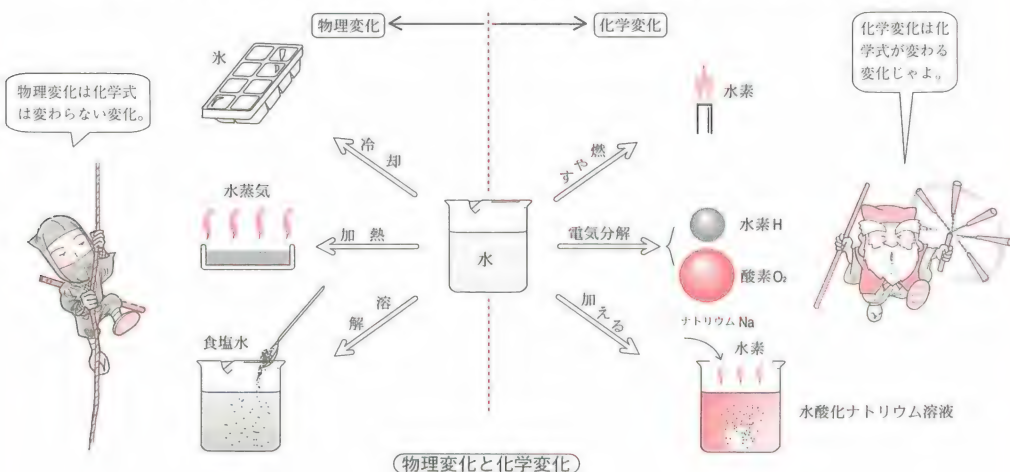 物理変化
化学変化
物理変化は化学式
は変わらない変化。
化学変化は化
学式が変わる
変化じゃよ。
氷
冷却
水蒸気
加熱
食塩水
溶解
水
水素
燃やす
電気分解
水素H
酸素O₂
加える
ナトリウム Na
水素
水酸化ナトリウム溶液
物理変化と化学変化